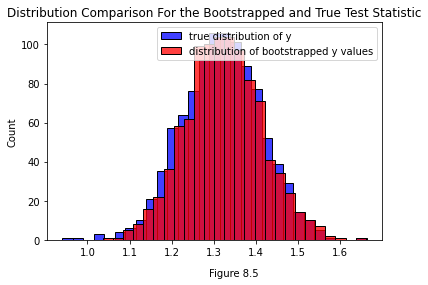 Distribution Comparison For the Bootstrapped and True Test Statistic
true distribution of y
distribution of bootstrapped y values
Count
100
80
60
40
20
0
1.0 1.1 1.2 1.3 1.4 1.5 1.6
Figure 8.5